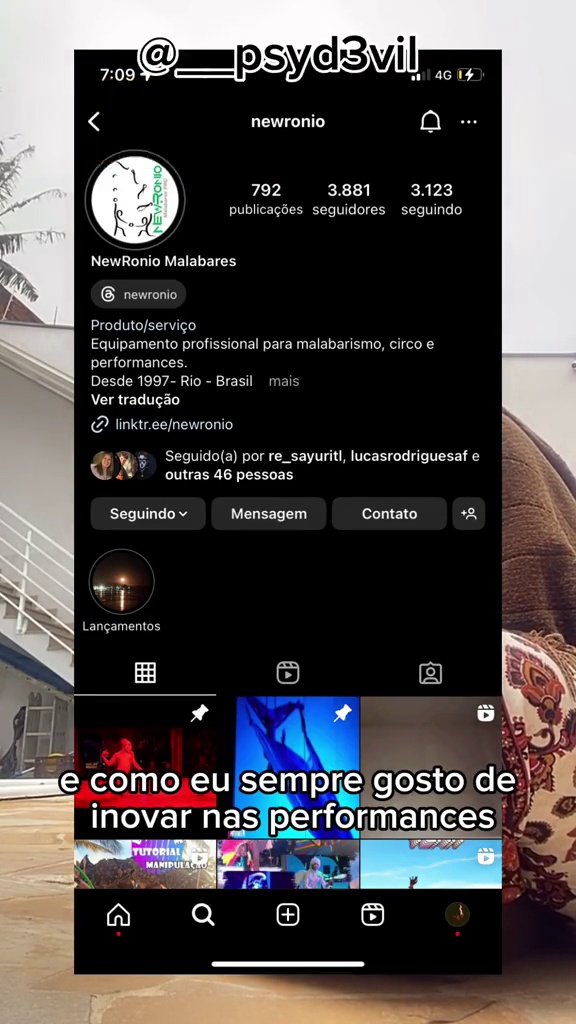 @___psyd3vil
7:09
4G
newronio
792
publicações
3.881
seguidores
3.123
seguindo
NEWRONIO
NewRonio Malabares
newronio
Produto/serviço
Equipamento profissional para malabarismo, circo e
performances.
Desde 1997- Rio - Brasil mais
Ver tradução
linktr.ee/newronio
Seguido(a) por re_sayuritl, lucasrodriguesaf e
outras 46 pessoas
Seguindo
Mensagem
Contato
Lançamentos
e como eu sempre gosto de
inovar nas performances
TUTORIAL
MANIPULAÇÃO